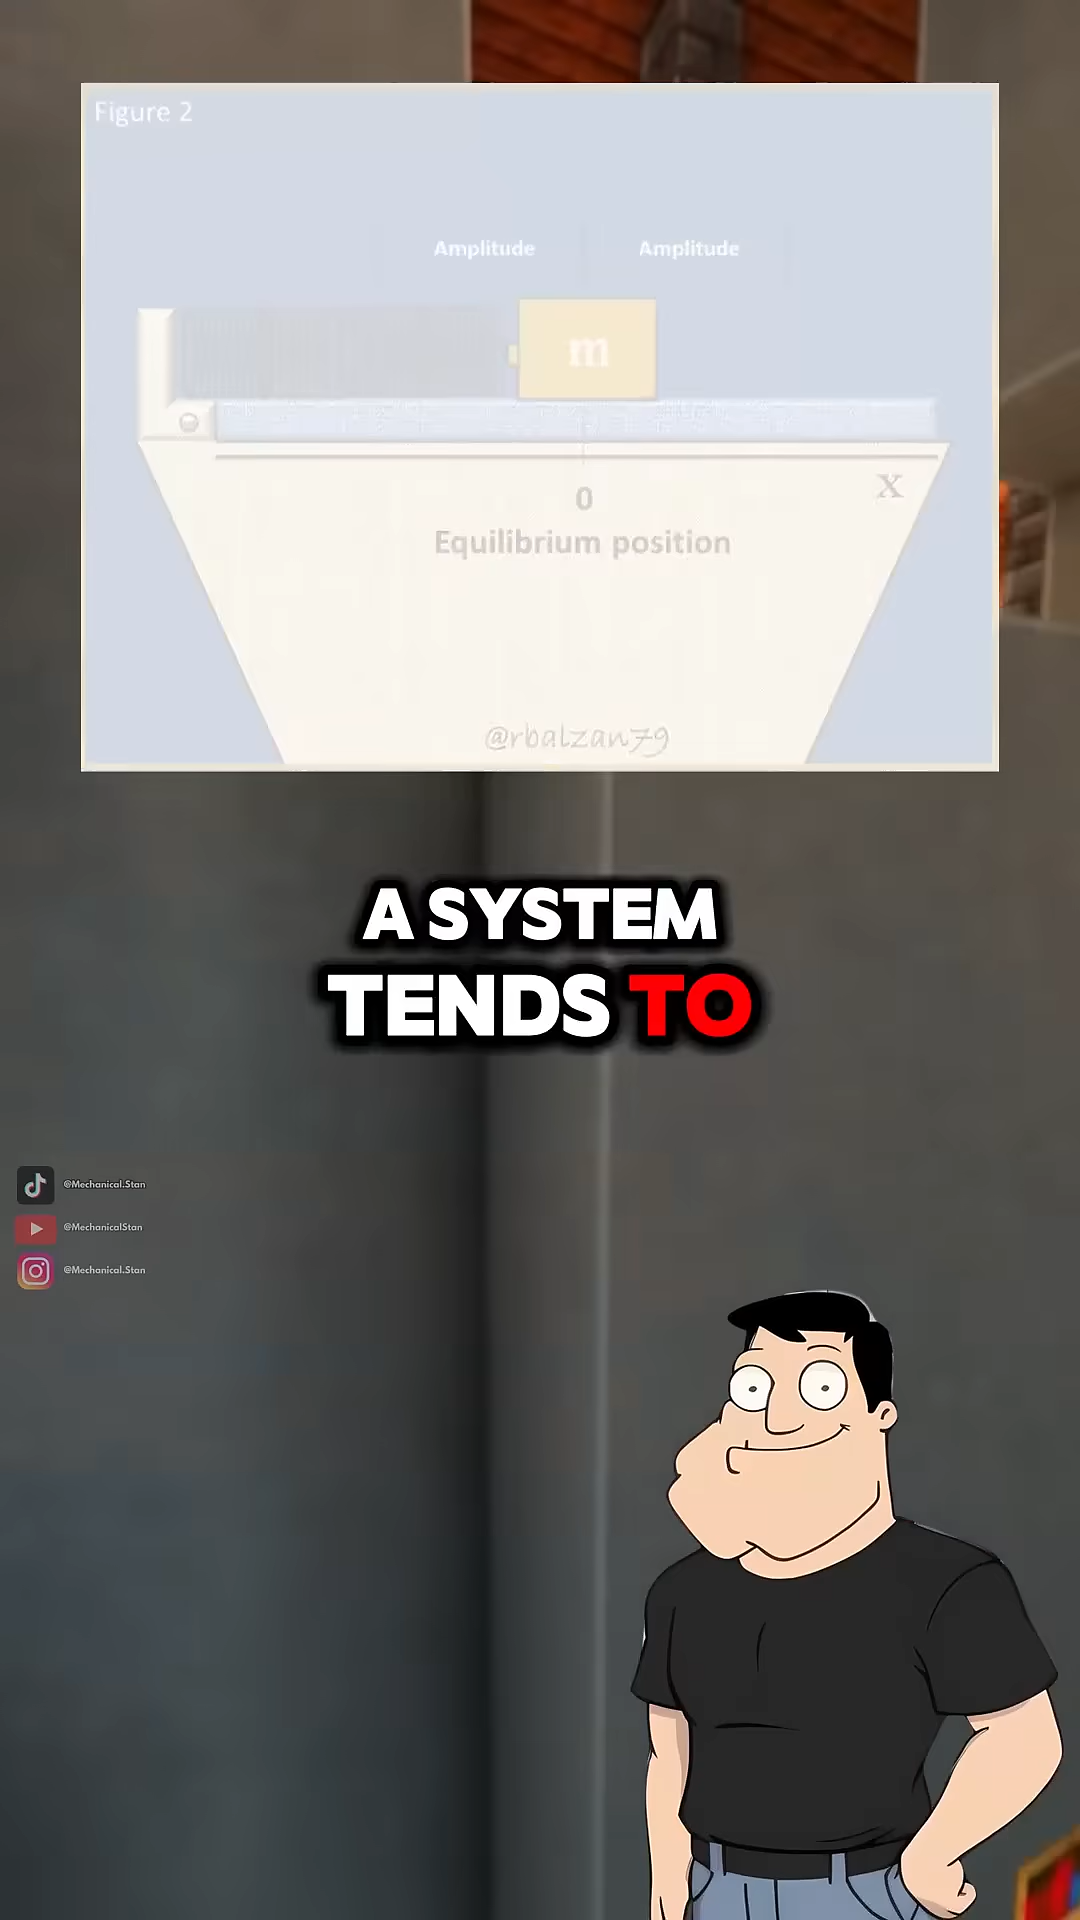 Figure 2
Amplitude Amplitude
m
0
X
Equilibrium position
@rbalzan79
A SYSTEM
TENDS TO
@Mechanical.Stan
@MechanicalStan
@Mechanical.Stan